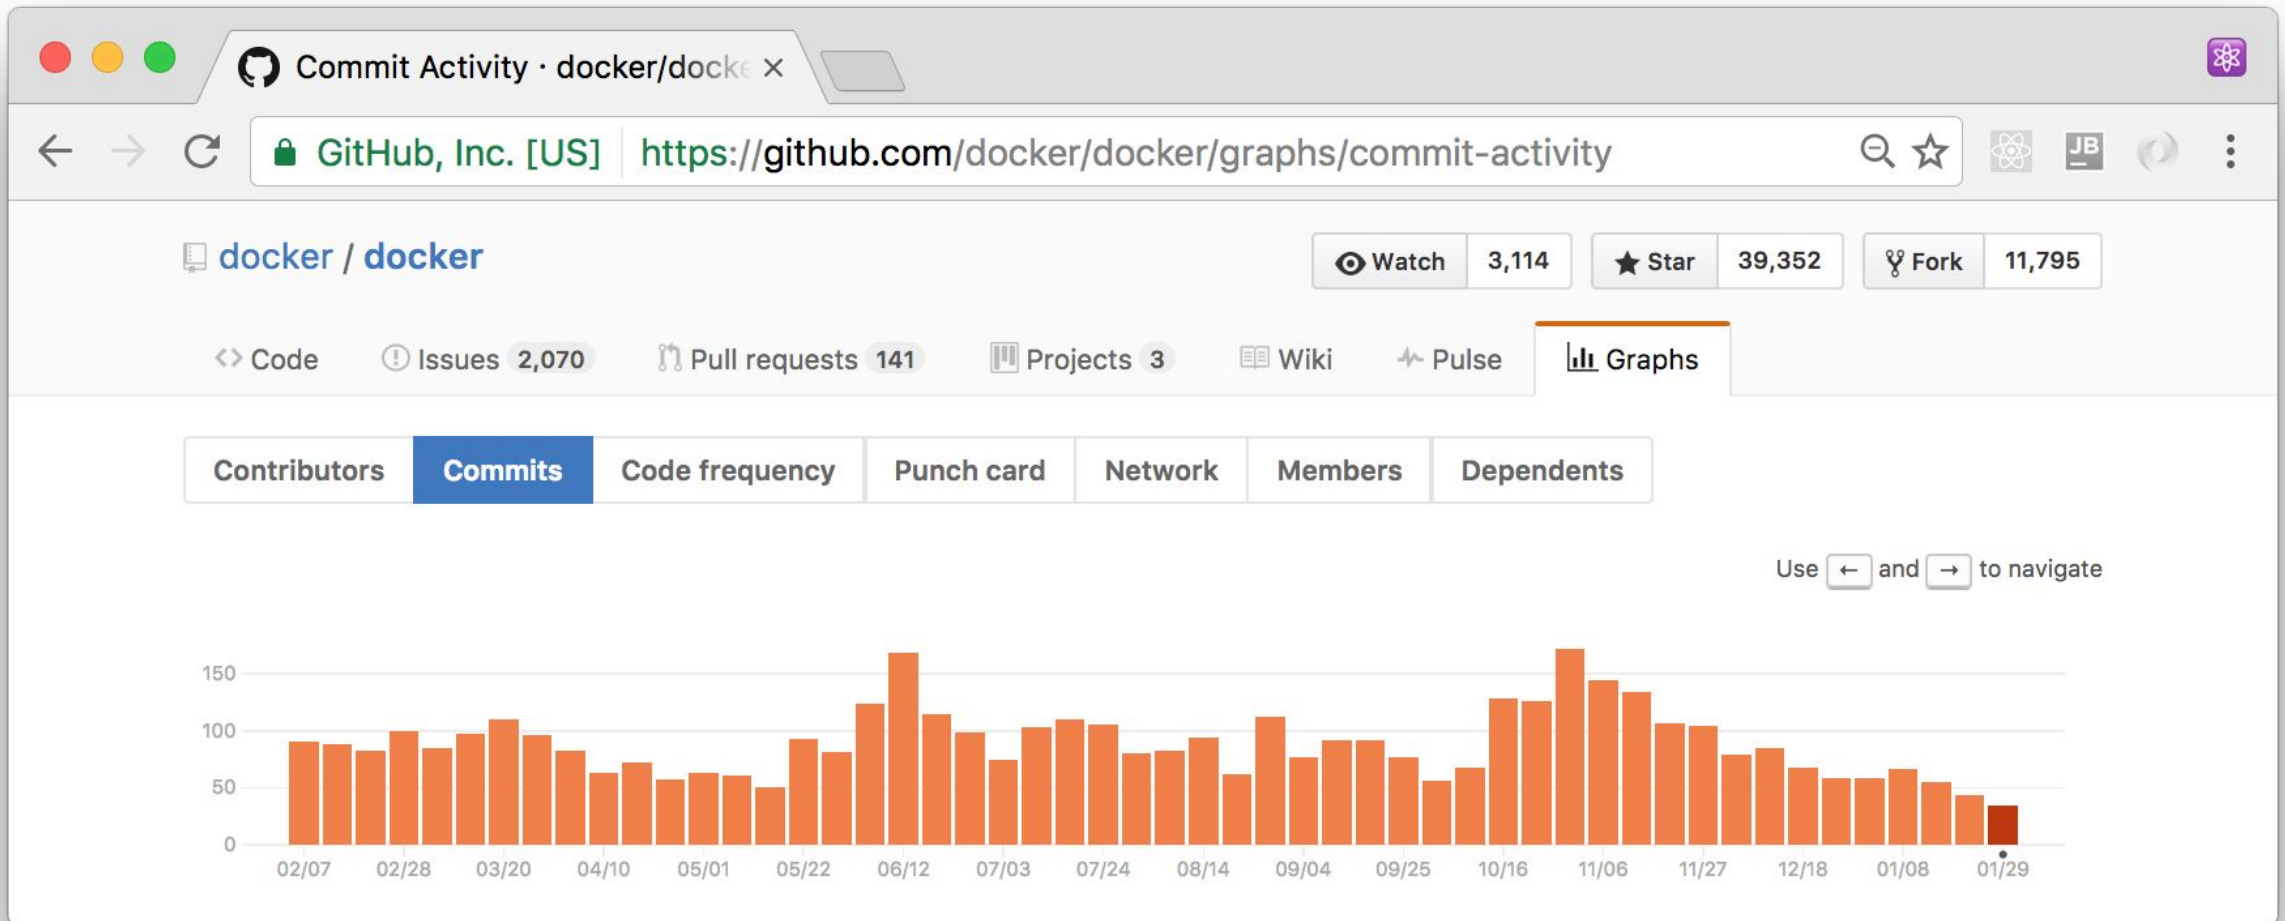 Commit Activity · docker/docke
GitHub, Inc. [US] https://github.com/docker/docker/graphs/commit-activity
JB
docker / docker Watch 3,114 Star 39,352 Fork 11,795
Code Issues 2,070 Pull requests 141 Projects 3 Wiki Pulse Graphs
Contributors Commits Code frequency Punch card Network Members Dependents
Use ← and → to navigate
150
100
50
0
02/07 02/28 03/20 04/10 05/01 05/22 06/12 07/03 07/24 08/14 09/04 09/25 10/16 11/06 11/27 12/18 01/08 01/29